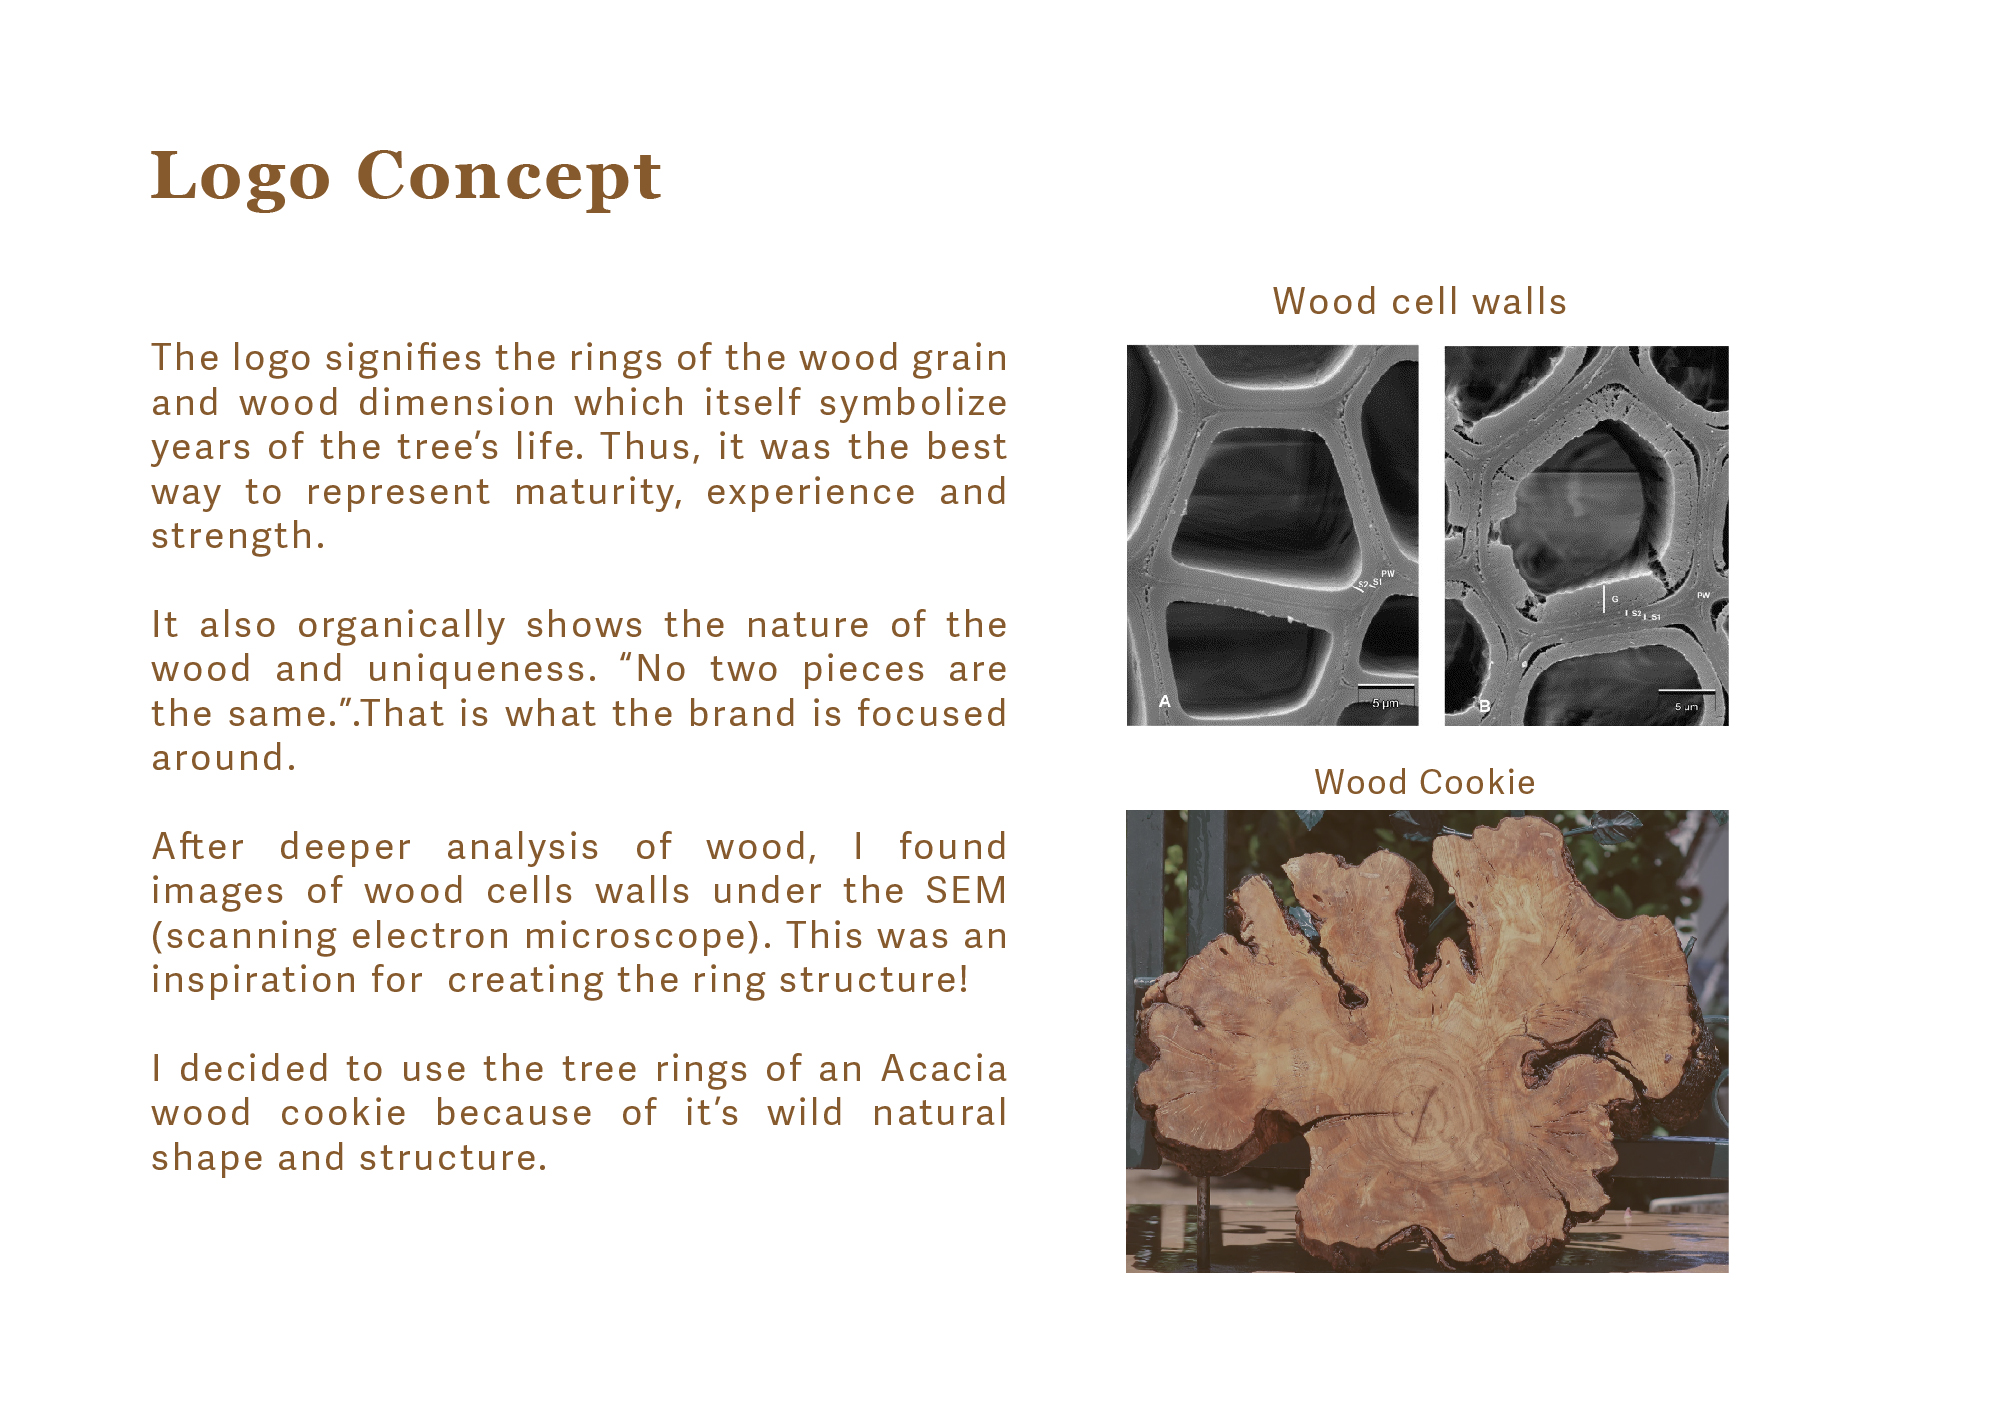 Logo Concept
The logo signifies the rings of the wood grain
and wood dimension which itself symbolize
years of the tree’s life. Thus, it was the best
way to represent maturity, experience and
strength.
It also organically shows the nature of the
wood and uniqueness. “No two pieces are
the same.”.That is what the brand is focused
around.
After deeper analysis of wood, I found
images of wood cells walls under the SEM
(scanning electron microscope). This was an
inspiration for  creating the ring structure!
I decided to use the tree rings of an Acacia
wood cookie because of it’s wild natural
shape and structure.
Wood cell walls
S2 S1 PW
A
5 µm
G
S2 S1
PW
B
5 µm
Wood Cookie